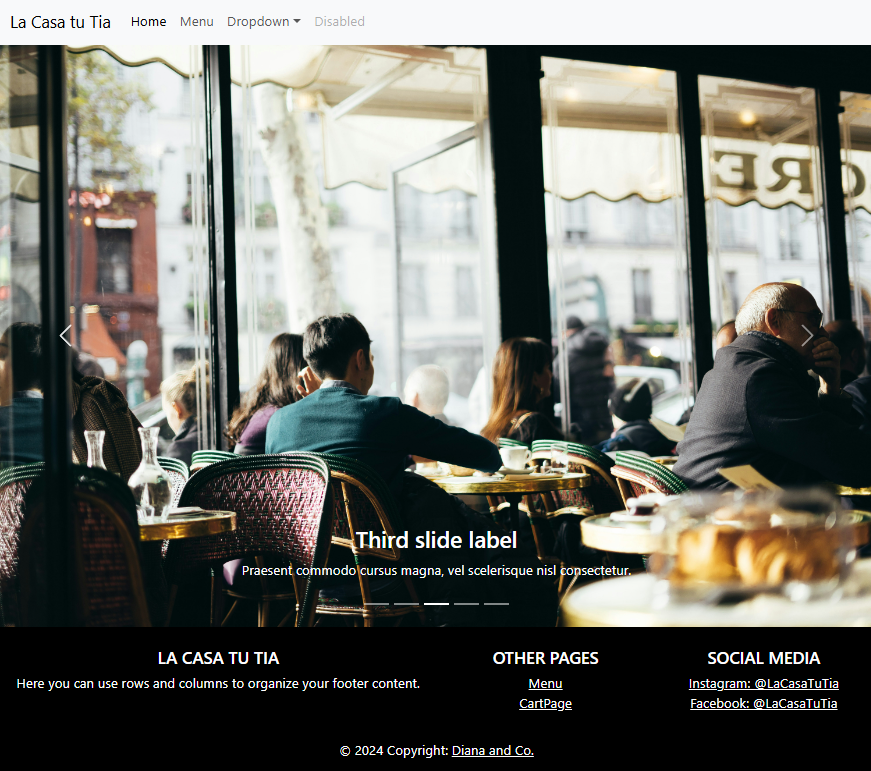 La Casa tu Tia Home Menu Dropdown Disabled
Third slide label
Praesent commodo cursus magna, vel scelerisque nisl consectetur.
LA CASA TU TIA
Here you can use rows and columns to organize your footer content.
OTHER PAGES
Menu
CartPage
SOCIAL MEDIA
Instagram: @LaCasaTuTia
Facebook: @LaCasaTuTia
© 2024 Copyright: Diana and Co.